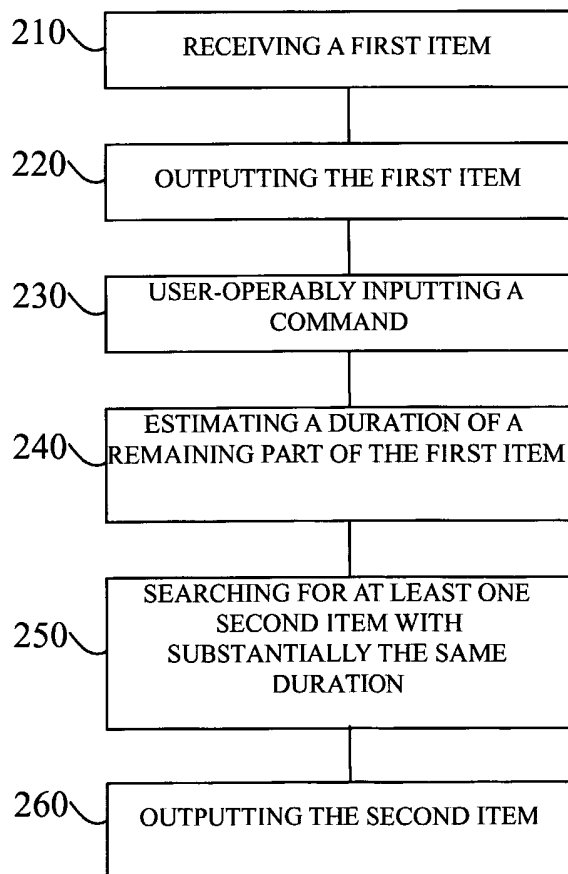 210
RECEIVING A FIRST ITEM
220
OUTPUTTING THE FIRST ITEM
230
USER-OPERABLY INPUTTING A
COMMAND
240
ESTIMATING A DURATION OF A
REMAINING PART OF THE FIRST ITEM
250
SEARCHING FOR AT LEAST ONE
SECOND ITEM WITH
SUBSTANTIALLY THE SAME
DURATION
260
OUTPUTTING THE SECOND ITEM